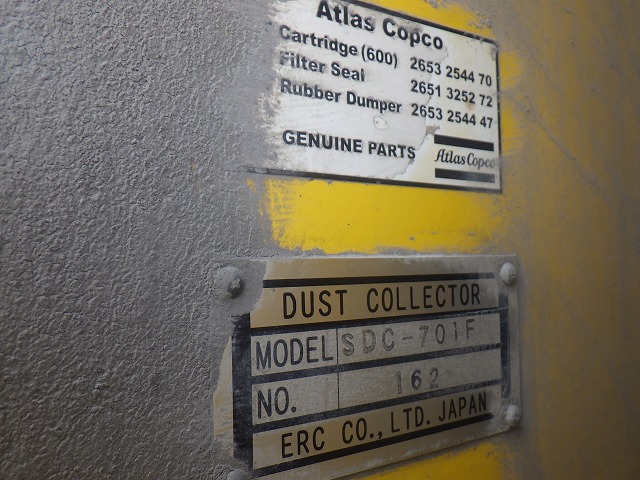 Atlas Copco
Cartridge (600) 2653 2544 70
Filter Seal 2651 3252 72
Rubber Dumper 2653 2544 47
GENUINE PARTS
Atlas Copco
DUST COLLECTOR
MODEL SDC-701F
NO. 162
ERC CO., LTD. JAPAN